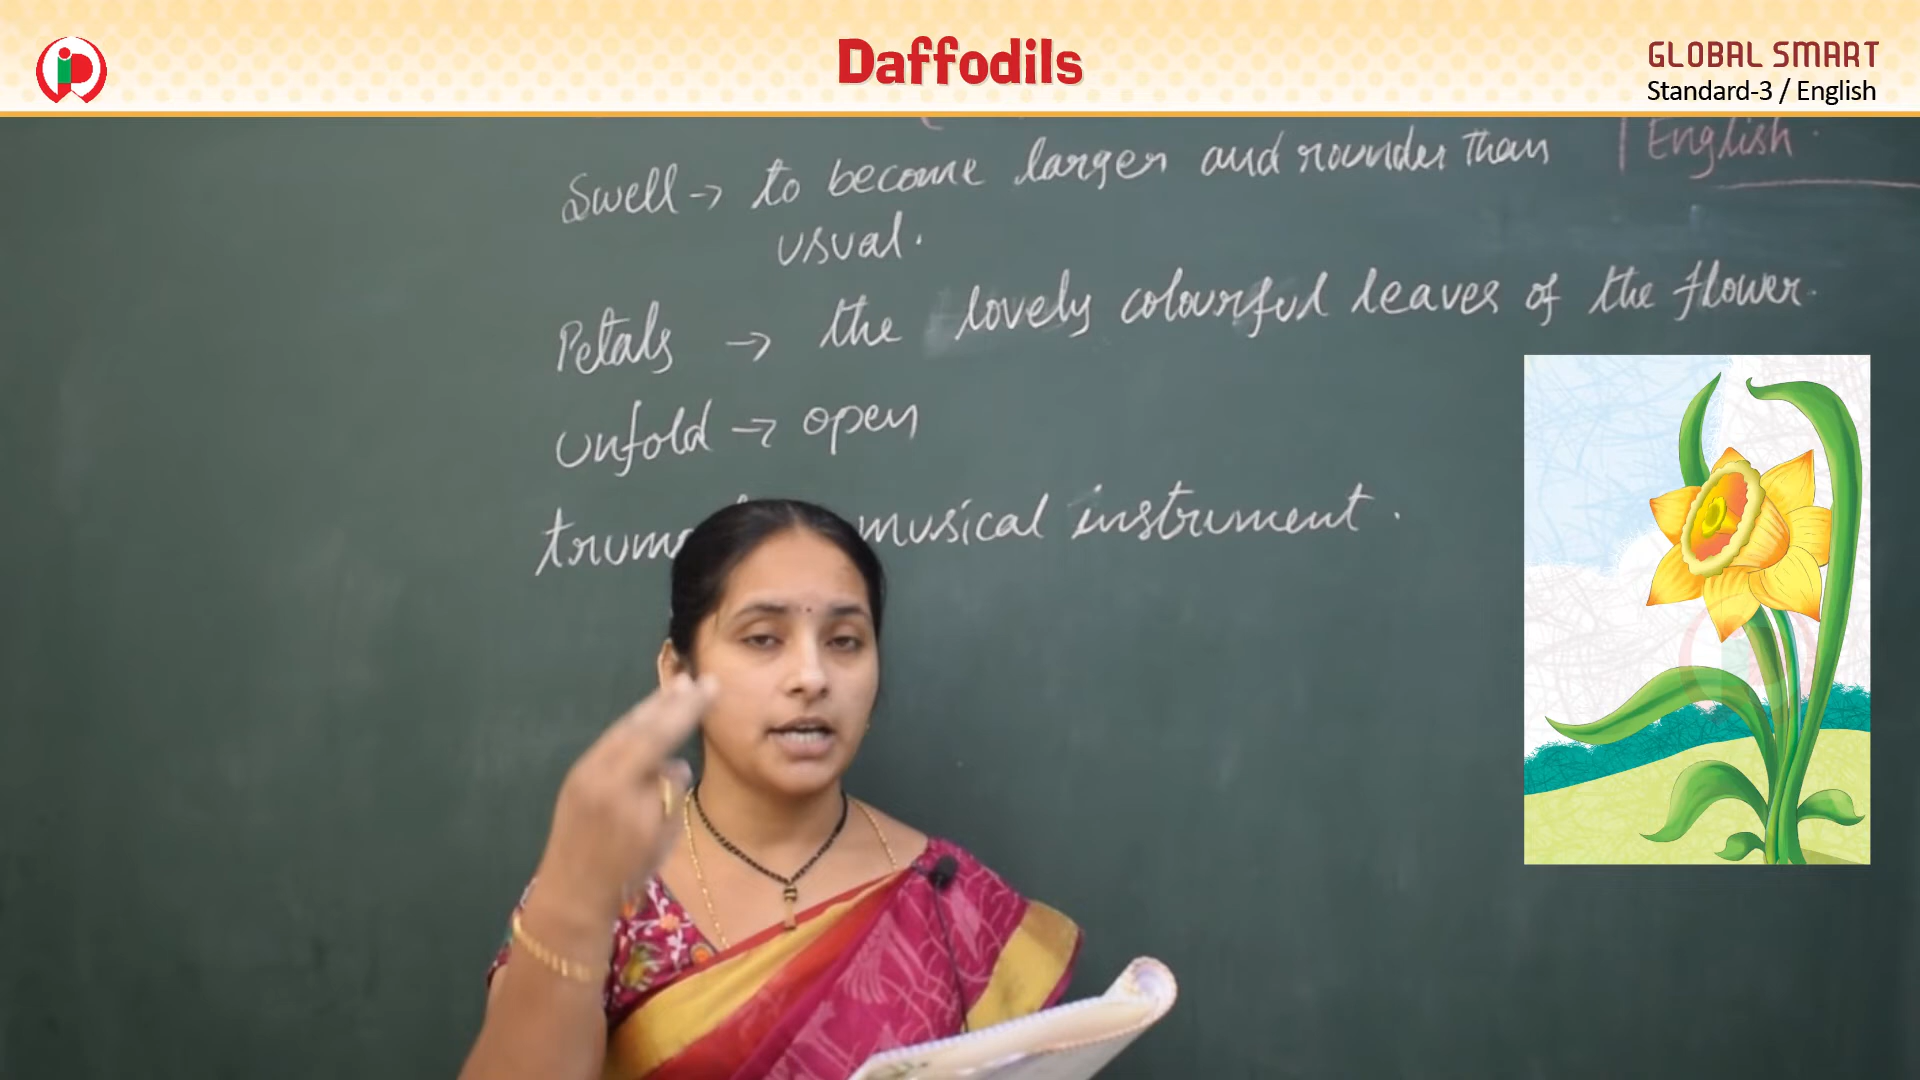 Daffodils
GLOBAL SMART
Standard-3 / English
English.
Swell → to become larger and rounder than
usual.
Petals → the lovely colourful leaves of the flower.
Unfold → open
musical instrument.